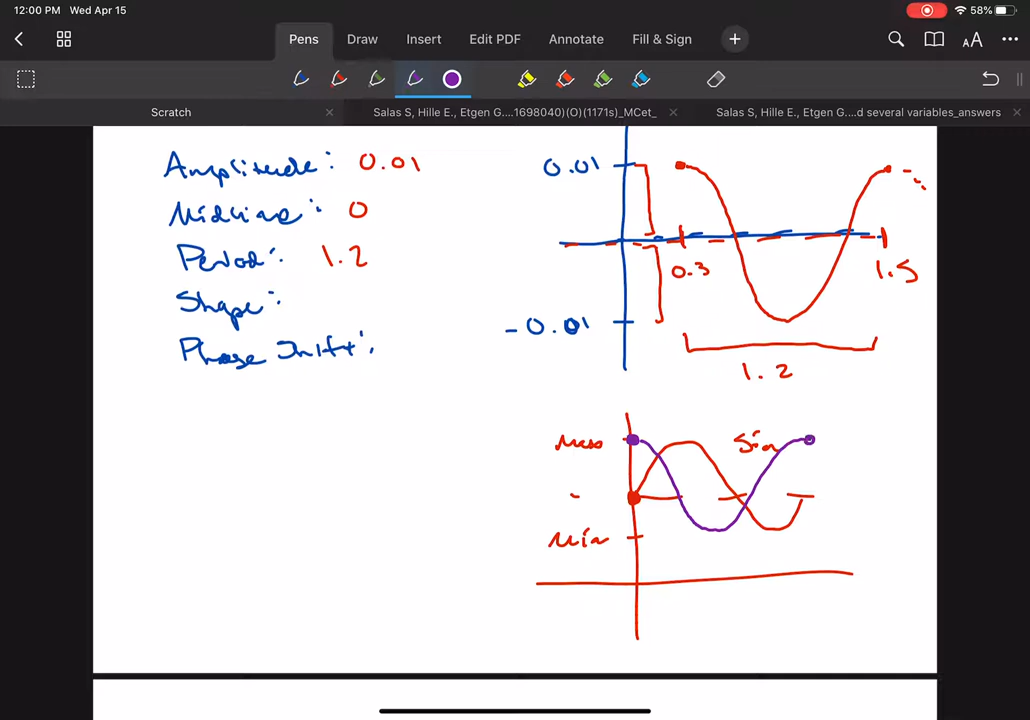 12:00 PM Wed Apr 15
58%
Pens Draw Insert Edit PDF Annotate Fill & Sign
AA
Scratch
Salas S, Hille E., Etgen G....1698040)(O)(1171s)_MCet_
Salas S, Hille E., Etgen G....d several variables_answers
Amplitude: 0.01
Midline: 0
Period: 1.2
Shape:
Phase Shift:
0.01
0.3
1.5
-0.01
1.2
Max
Sin
-
Min